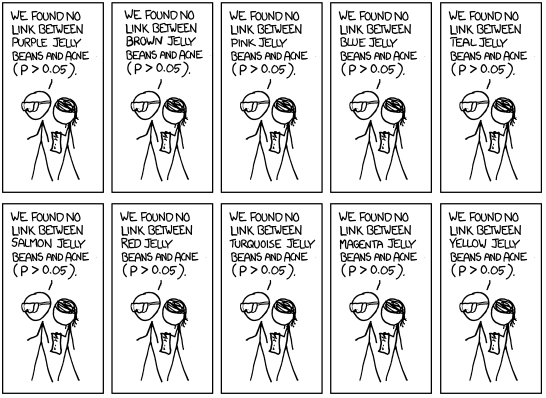 WE FOUND NO
LINK BETWEEN
PURPLE JELLY
BEANS AND ACNE
(P > 0.05).
WE FOUND NO
LINK BETWEEN
BROWN JELLY
BEANS AND ACNE
(P > 0.05).
WE FOUND NO
LINK BETWEEN
PINK JELLY
BEANS AND ACNE
(P > 0.05).
WE FOUND NO
LINK BETWEEN
BLUE JELLY
BEANS AND ACNE
(P > 0.05).
WE FOUND NO
LINK BETWEEN
TEAL JELLY
BEANS AND ACNE
(P > 0.05).
WE FOUND NO
LINK BETWEEN
SALMON JELLY
BEANS AND ACNE
(P > 0.05).
WE FOUND NO
LINK BETWEEN
RED JELLY
BEANS AND ACNE
(P > 0.05).
WE FOUND NO
LINK BETWEEN
TURQUOISE JELLY
BEANS AND ACNE
(P > 0.05).
WE FOUND NO
LINK BETWEEN
MAGENTA JELLY
BEANS AND ACNE
(P > 0.05).
WE FOUND NO
LINK BETWEEN
YELLOW JELLY
BEANS AND ACNE
(P > 0.05).